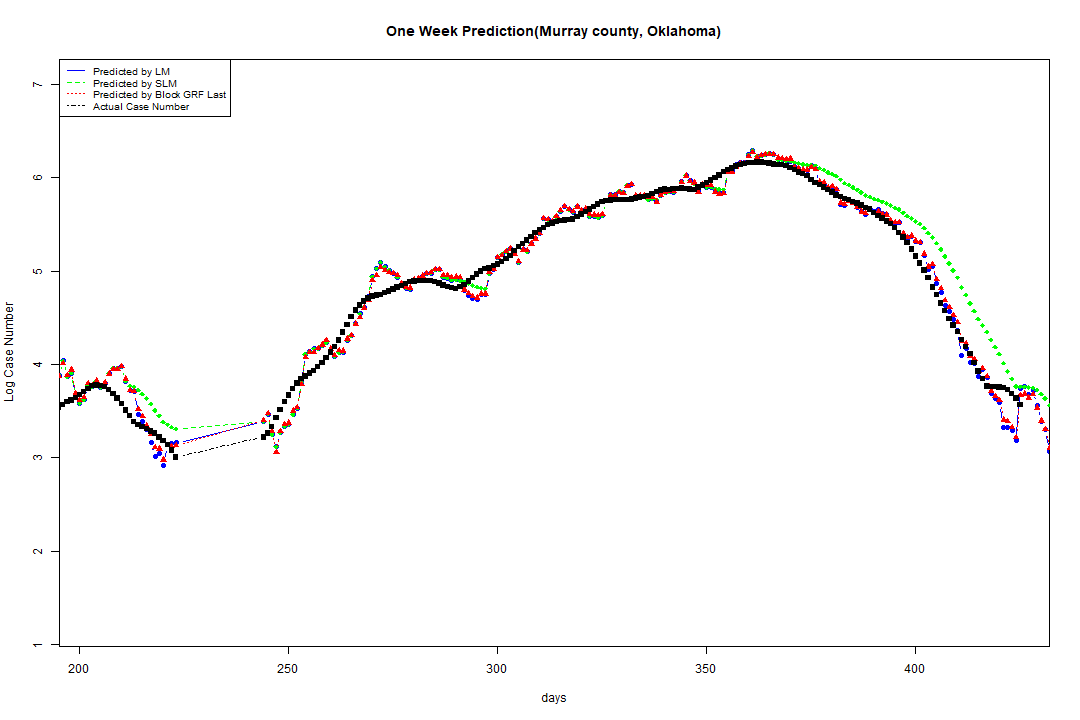 One Week Prediction(Murray county, Oklahoma)
Predicted by LM
Predicted by SLM
Predicted by Block GRF Last
Actual Case Number
7
6
5
4
3
2
1
Log Case Number
200
250
300
350
400
days